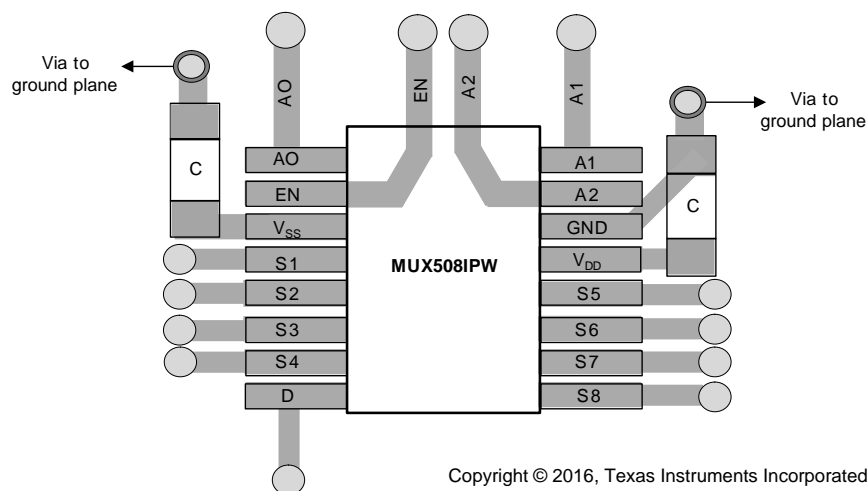 Via to
ground plane
AO
EN
A2
A1
Via to
ground plane
C
AO
EN
VSS
S1
S2
S3
S4
D
MUX508IPW
A1
A2
GND
VDD
S5
S6
S7
S8
C
Copyright © 2016, Texas Instruments Incorporated